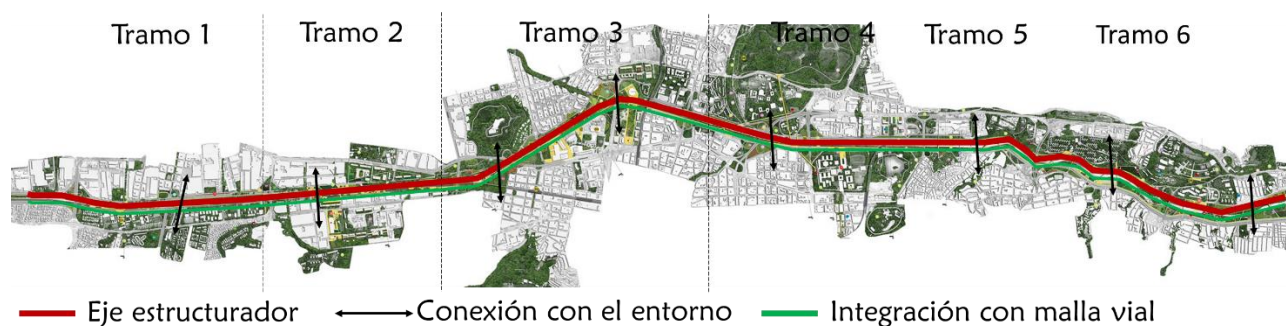 Tramo 1
Tramo 2
Tramo 3
Tramo 4
Tramo 5
Tramo 6
Eje estructurador
Conexión con el entorno
Integración con malla vial